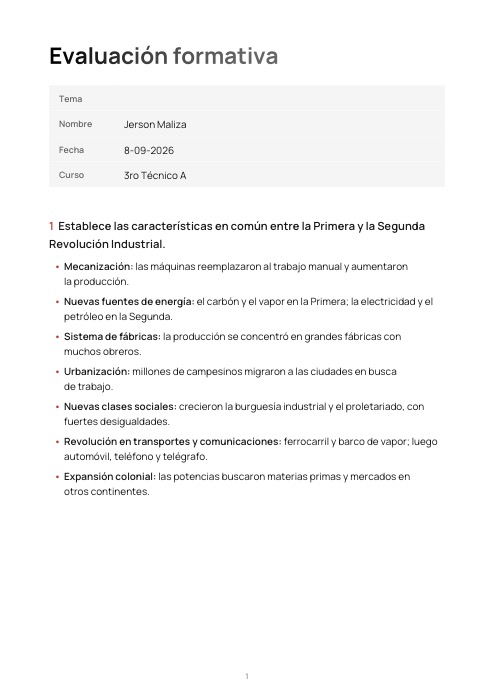 Evaluación formativa
Tema
Nombre Jerson Maliza
Fecha 8-09-2026
Curso 3ro Técnico A
1 Establece las características en común entre la Primera y la Segunda
Revolución Industrial.
• Mecanización: las máquinas reemplazaron al trabajo manual y aumentaron
la producción.
• Nuevas fuentes de energía: el carbón y el vapor en la Primera; la electricidad y el
petróleo en la Segunda.
• Sistema de fábricas: la producción se concentró en grandes fábricas con
muchos obreros.
• Urbanización: millones de campesinos migraron a las ciudades en busca
de trabajo.
• Nuevas clases sociales: crecieron la burguesía industrial y el proletariado, con
fuertes desigualdades.
• Revolución en transportes y comunicaciones: ferrocarril y barco de vapor; luego
automóvil, teléfono y telégrafo.
• Expansión colonial: las potencias buscaron materias primas y mercados en
otros continentes.
1